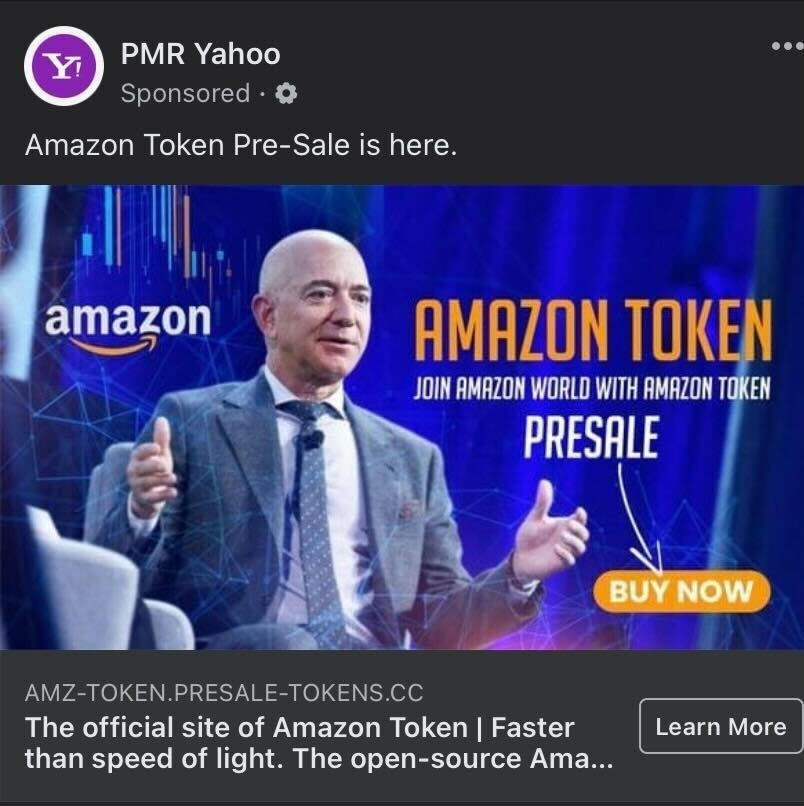 Y!
PMR Yahoo
Sponsored ·
Amazon Token Pre-Sale is here.
amazon
AMAZON TOKEN
JOIN AMAZON WORLD WITH AMAZON TOKEN
PRESALE
BUY NOW
AMZ-TOKEN.PRESALE-TOKENS.CC
The official site of Amazon Token | Faster
than speed of light. The open-source Ama...
Learn More